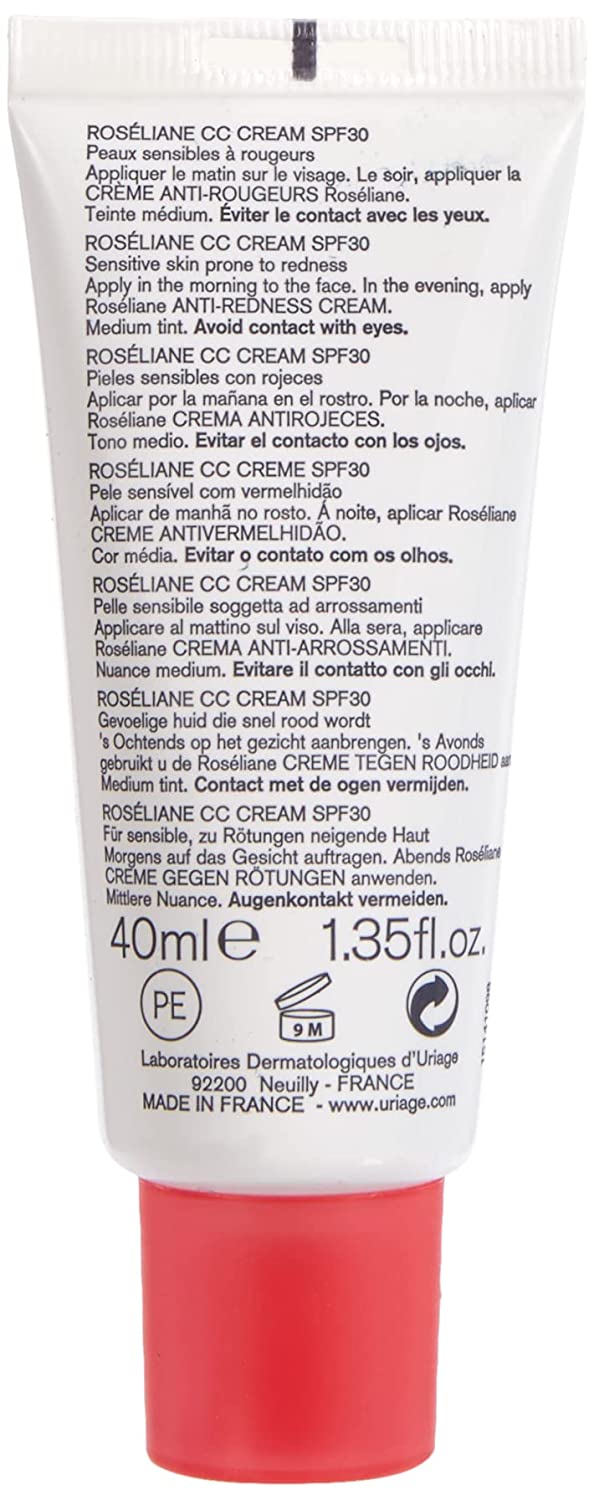 ROSÉLIANE CC CREAM SPF30
Peaux sensibles à rougeurs
Appliquer le matin sur le visage. Le soir, appliquer la
CRÈME ANTI-ROUGEURS Roséliane.
Teinte médium. Éviter le contact avec les yeux.
ROSÉLIANE CC CREAM SPF30
Sensitive skin prone to redness
Apply in the morning to the face. In the evening, apply
Roséliane ANTI-REDNESS CREAM.
Medium tint. Avoid contact with eyes.
ROSÉLIANE CC CREAM SPF30
Pieles sensibles con rojeces
Aplicar por la mañana en el rostro. Por la noche, aplicar
Roséliane CREMA ANTIROJECES.
Tono medio. Evitar el contacto con los ojos.
ROSÉLIANE CC CREME SPF30
Pele sensível com vermelhidão
Aplicar de manhã no rosto. Á noite, aplicar Roséliane
CREME ANTIVERMELHIDÃO.
Cor média. Evitar o contato com os olhos.
ROSÉLIANE CC CREAM SPF30
Pelle sensibile soggetta ad arrossamenti
Applicare al mattino sul viso. Alla sera, applicare
Roséliane CREMA ANTI-ARROSSAMENTI.
Nuance medium. Evitare il contatto con gli occhi.
ROSÉLIANE CC CREAM SPF30
Gevoelige huid die snel rood wordt
's Ochtends op het gezicht aanbrengen. 's Avonds
gebruikt u de Roséliane CREME TEGEN ROODHEID
Medium tint. Contact met de ogen vermijden.
ROSÉLIANE CC CREAM SPF30
Für sensible, zu Rötungen neigende Haut
Morgens auf das Gesicht auftragen. Abends Roséliane
CREME GEGEN RÖTUNGEN anwenden.
Mittlere Nuance. Augenkontakt vermeiden.
40ml e 1.35fl.oz.
PE 9 M
Laboratoires Dermatologiques d'Uriage
92200 Neuilly - FRANCE
MADE IN FRANCE - www.uriage.com